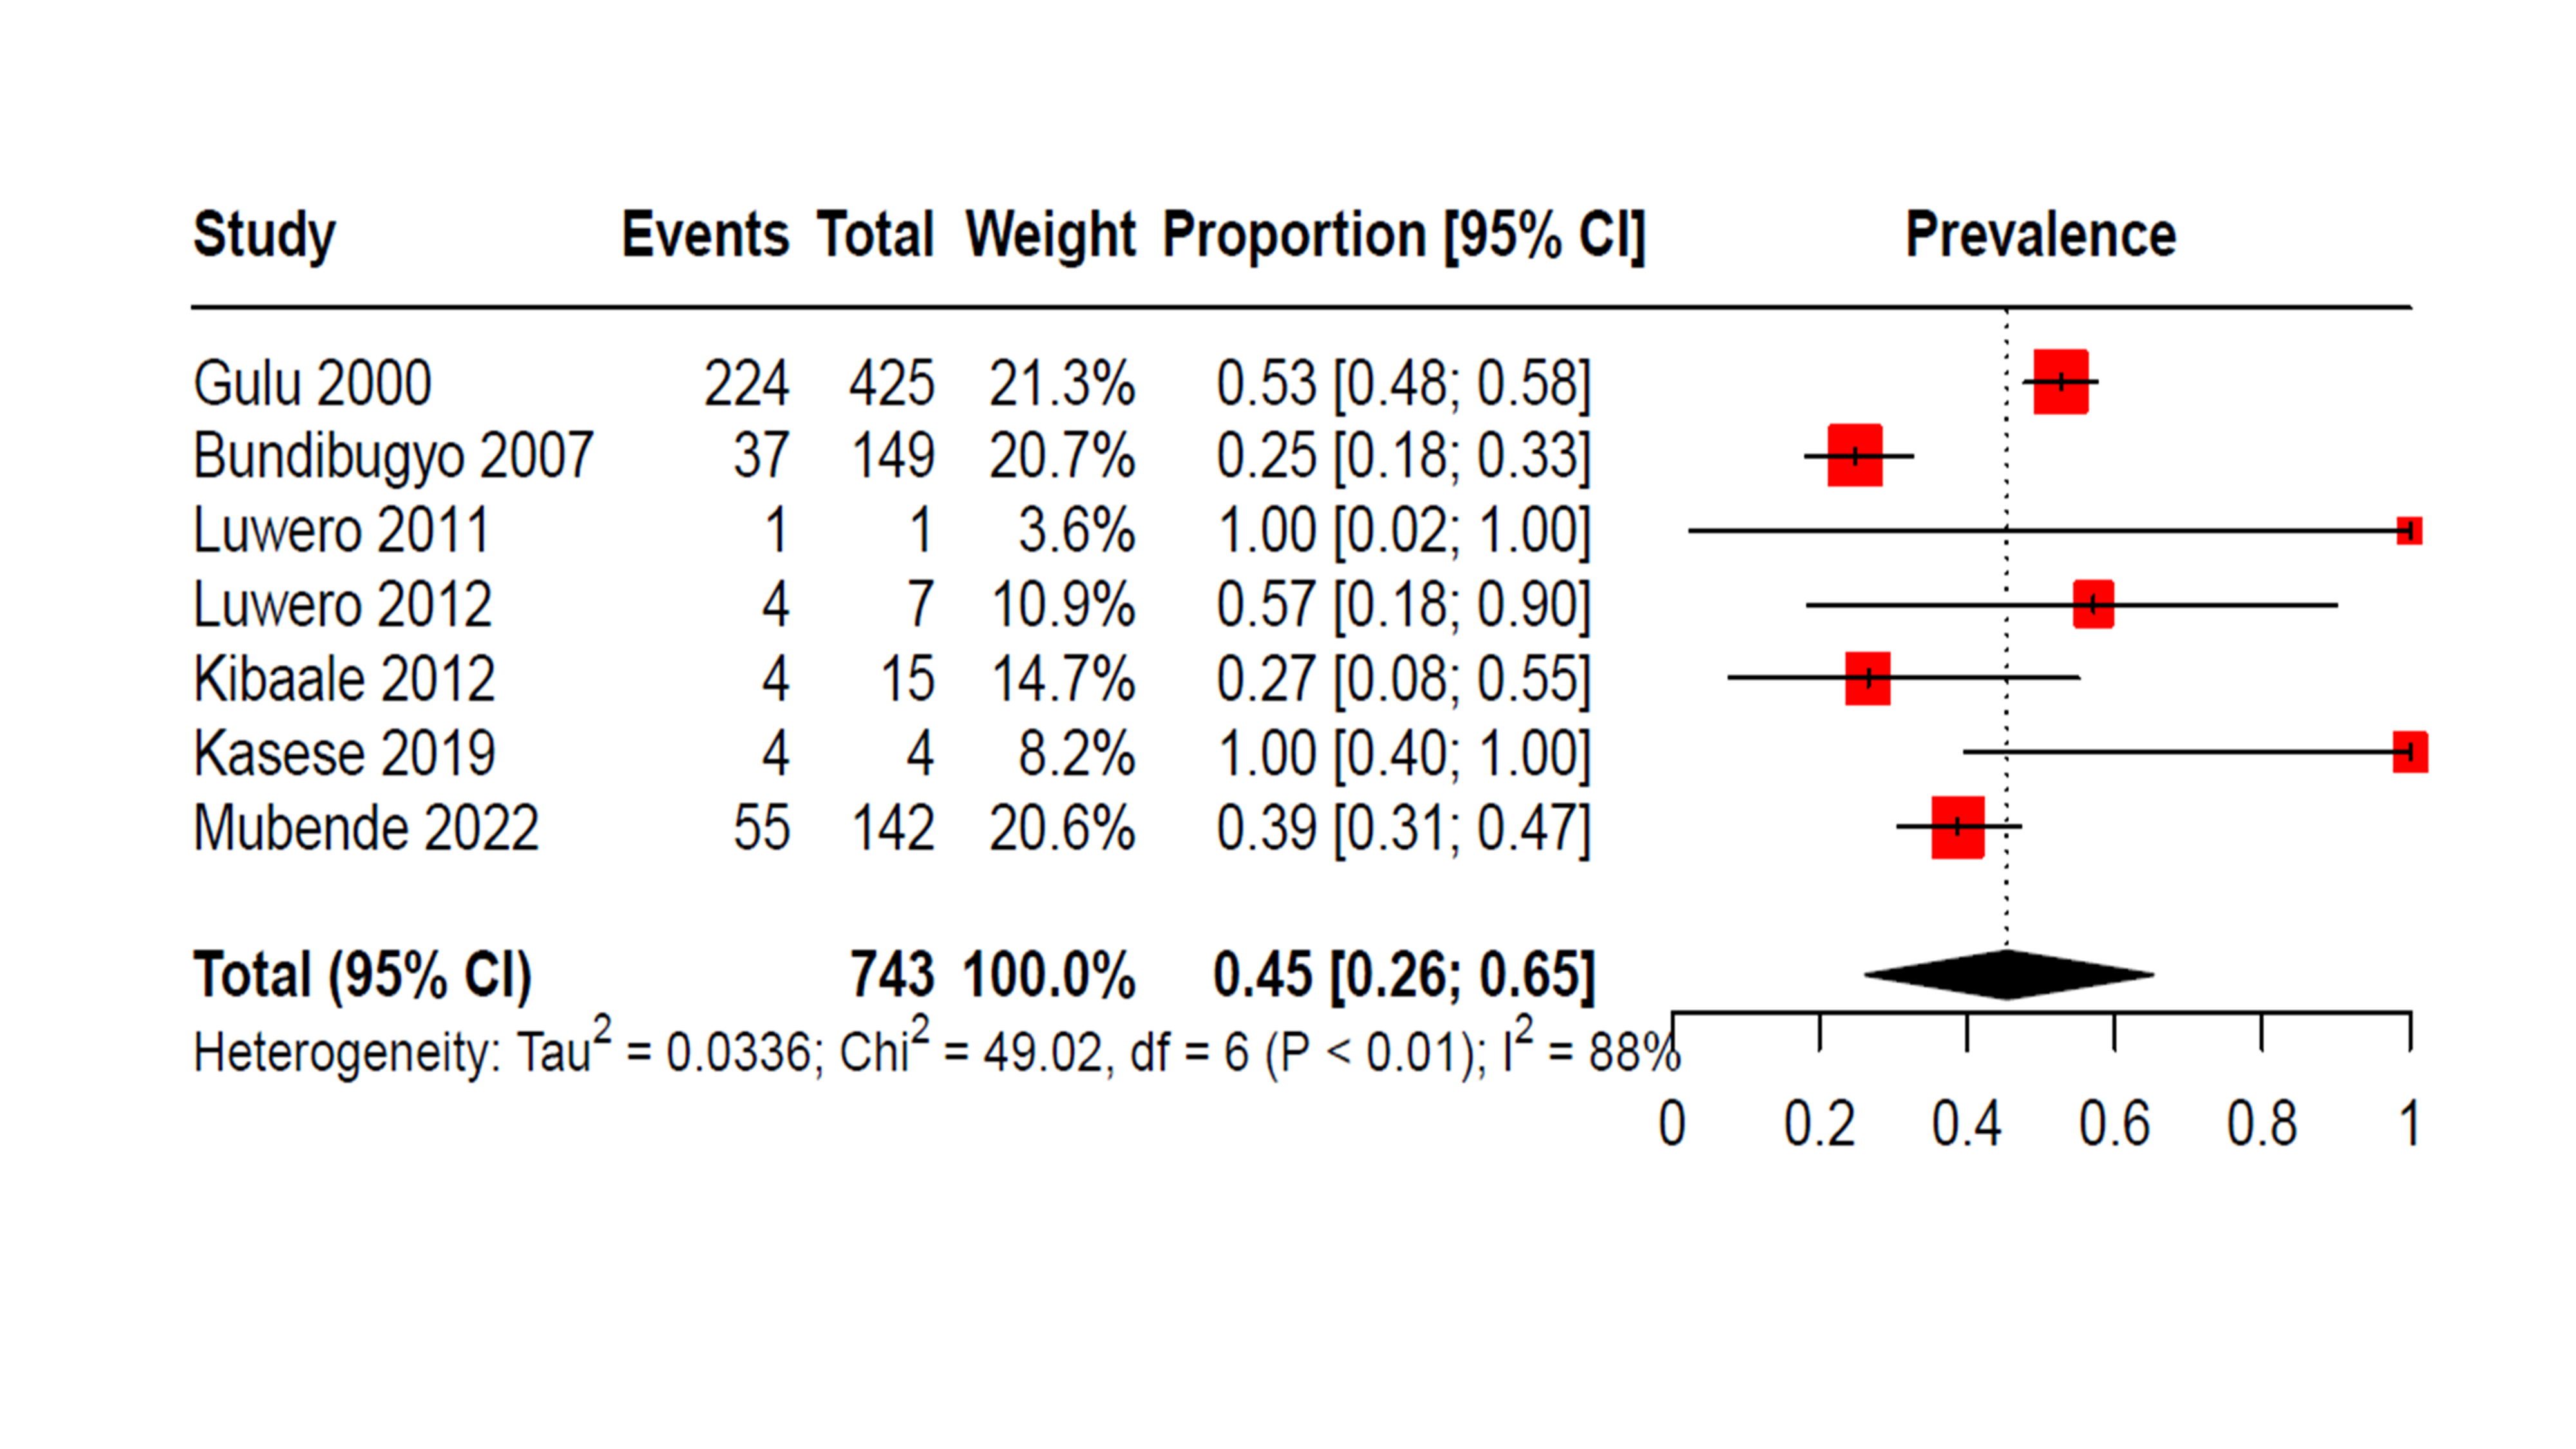 Study Events Total Weight Proportion [95% CI] Prevalence
Gulu 2000 224 425 21.3% 0.53 [0.48; 0.58]
Bundibugyo 2007 37 149 20.7% 0.25 [0.18; 0.33]
Luwero 2011 1 1 3.6% 1.00 [0.02; 1.00]
Luwero 2012 4 7 10.9% 0.57 [0.18; 0.90]
Kibaale 2012 4 15 14.7% 0.27 [0.08; 0.55]
Kasese 2019 4 4 8.2% 1.00 [0.40; 1.00]
Mubende 2022 55 142 20.6% 0.39 [0.31; 0.47]
Total (95% CI) 743 100.0% 0.45 [0.26; 0.65]
Heterogeneity: Tau² = 0.0336; Chi² = 49.02, df = 6 (P < 0.01); I² = 88%
0 0.2 0.4 0.6 0.8 1